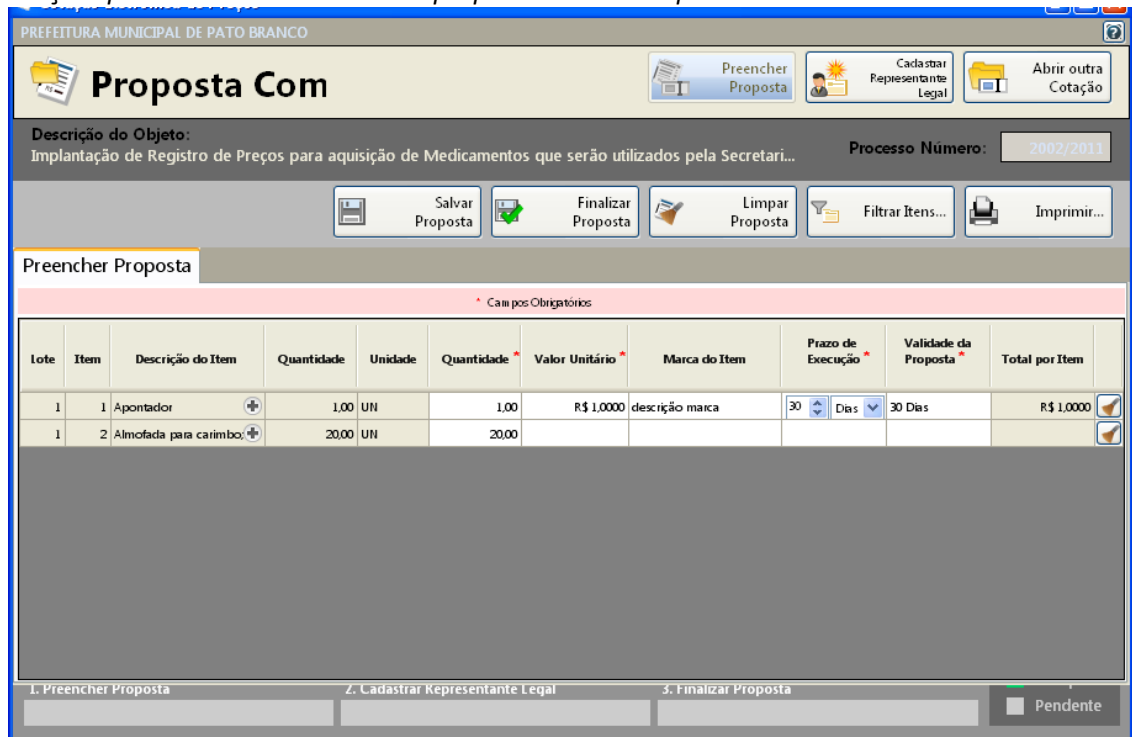 PREFEITURA MUNICIPAL DE PATO BRANCO
Proposta Com
Preencher
Proposta
Cadastrar
Representante
Legal
Abrir outra
Cotação
Descrição do Objeto:
Implantação de Registro de Preços para aquisição de Medicamentos que serão utilizados pela Secretari...
Processo Número: 2002/2011
Salvar
Proposta
Finalizar
Proposta
Limpar
Proposta
Filtrar Itens...
Imprimir...
Preencher Proposta
* Campos Obrigatórios
Lote Item Descrição do Item Quantidade Unidade Quantidade * Valor Unitário * Marca do Item Prazo de Execução * Validade da Proposta * Total por Item
1 1 Apontador 1,00 UN 1,00 R$ 1,0000 descrição marca 30 Dias 30 Dias R$ 1,0000
1 2 Almofada para carimbo; 20,00 UN 20,00
1. Preencher Proposta 2. Cadastrar Representante Legal 3. Finalizar Proposta
Pendente